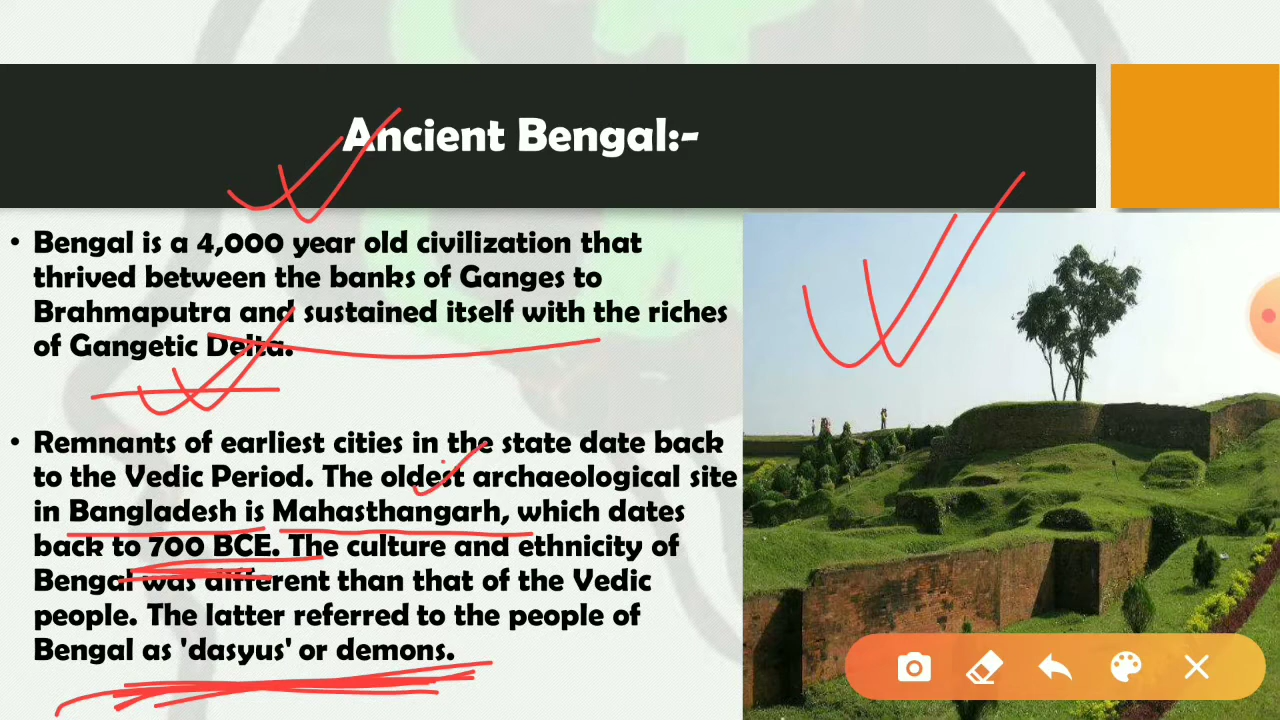 Ancient Bengal:-
• Bengal is a 4,000 year old civilization that
thrived between the banks of Ganges to
Brahmaputra and sustained itself with the riches
of Gangetic Delta.
• Remnants of earliest cities in the state date back
to the Vedic Period. The oldest archaeological site
in Bangladesh is Mahasthangarh, which dates
back to 700 BCE. The culture and ethnicity of
Bengal was different than that of the Vedic
people. The latter referred to the people of
Bengal as 'dasyus' or demons.